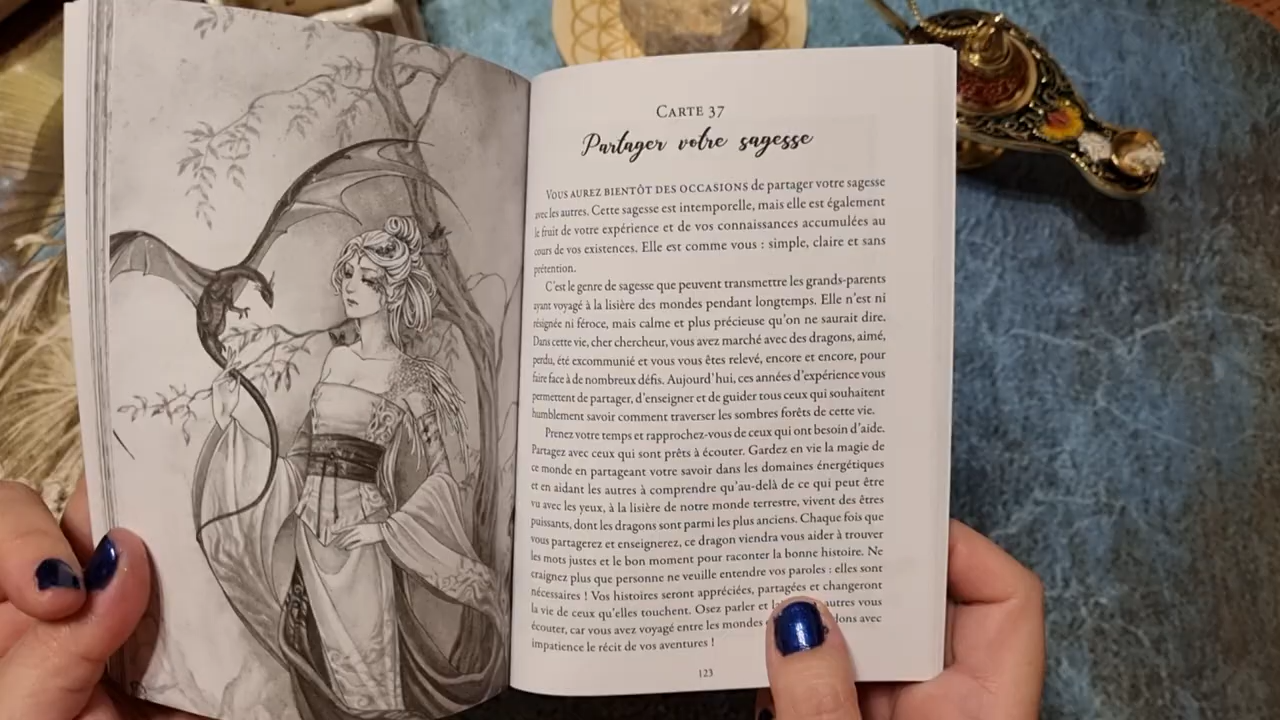 CARTE 37
Partager votre sagesse
VOUS AUREZ BIENTÔT DES OCCASIONS de partager votre sagesse
avec les autres. Cette sagesse est intemporelle, mais elle est également
le fruit de votre expérience et de vos connaissances accumulées au
cours de vos existences. Elle est comme vous : simple, claire et sans
prétention.
C'est le genre de sagesse que peuvent transmettre les grands-parents
ayant voyagé à la lisière des mondes pendant longtemps. Elle n'est ni
résignée ni féroce, mais calme et plus précieuse qu'on ne saurait dire.
Dans cette vie, cher chercheur, vous avez marché avec des dragons, aimé,
perdu, été excommunié et vous vous êtes relevé, encore et encore, pour
faire face à de nombreux défis. Aujourd'hui, ces années d'expérience vous
permettent de partager, d'enseigner et de guider tous ceux qui souhaitent
humblement savoir comment traverser les sombres forêts de cette vie.
Prenez votre temps et rapprochez-vous de ceux qui ont besoin d'aide.
Partagez avec ceux qui sont prêts à écouter. Gardez en vie la magie de
ce monde en partageant votre savoir dans les domaines énergétiques
et en aidant les autres à comprendre qu'au-delà de ce qui peut être
vu avec les yeux, à la lisière de notre monde terrestre, vivent des êtres
puissants, dont les dragons sont parmi les plus anciens. Chaque fois que
vous partagerez et enseignerez, ce dragon viendra vous aider à trouver
les mots justes et le bon moment pour raconter la bonne histoire. Ne
craignez plus que personne ne veuille entendre vos paroles : elles sont
nécessaires ! Vos histoires seront appréciées, partagées et changeront
la vie de ceux qu'elles touchent. Osez parler et autres vous
écouter, car vous avez voyagé entre les mondes avec
impatience le récit de vos aventures !
123